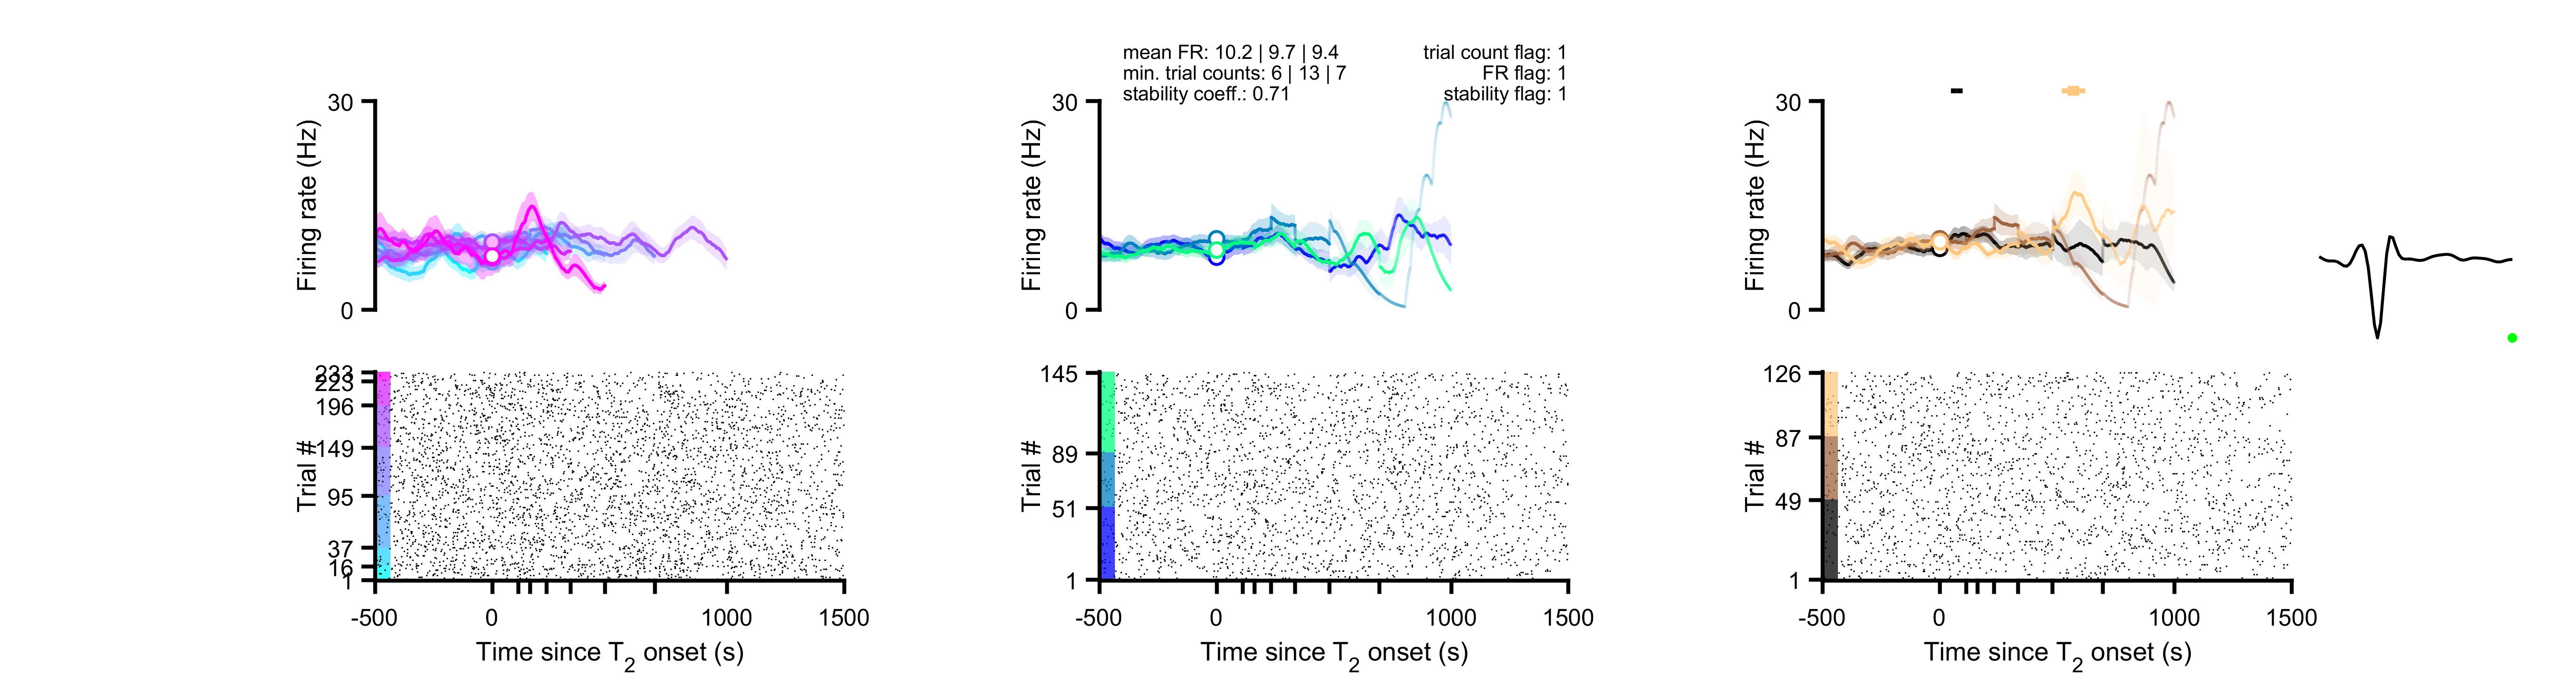 mean FR: 10.2 | 9.7 | 9.4
min. trial counts: 6 | 13 | 7
stability coeff.: 0.71
trial count flag: 1
FR flag: 1
stability flag: 1
30
Firing rate (Hz)
0
30
Firing rate (Hz)
0
30
Firing rate (Hz)
0
233
223
196
149
95
37
16
1
Trial #
-500 0 1000 1500
Time since T2 onset (s)
145
89
51
1
Trial #
-500 0 1000 1500
Time since T2 onset (s)
126
87
49
1
Trial #
-500 0 1000 1500
Time since T2 onset (s)